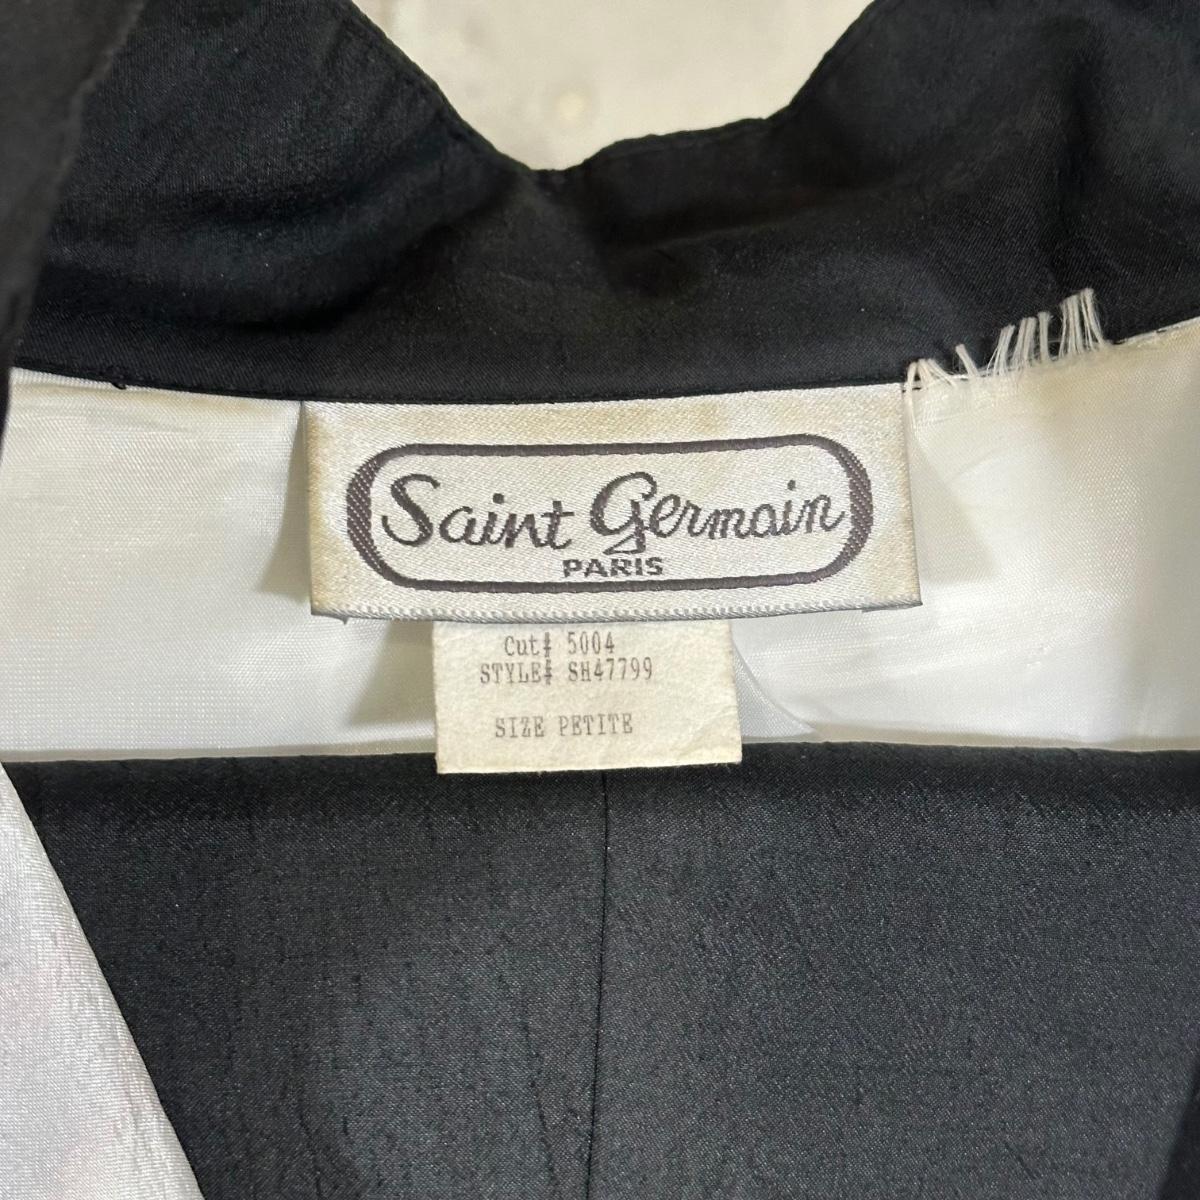 Saint Germain
PARIS
Cut# 5004
STYLE# SH47799
SIZE PETITE